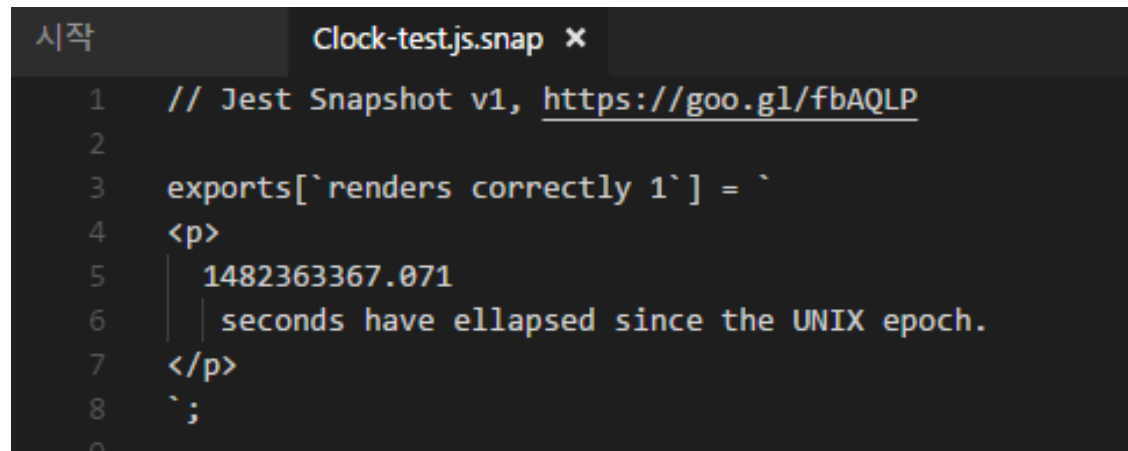 시작 Clock-test.js.snap ×
1 // Jest Snapshot v1, https://goo.gl/fbAQLP
2
3 exports[`renders correctly 1`] = `
4 <p>
5 1482363367.071
6 seconds have ellapsed since the UNIX epoch.
7 </p>
8 `;